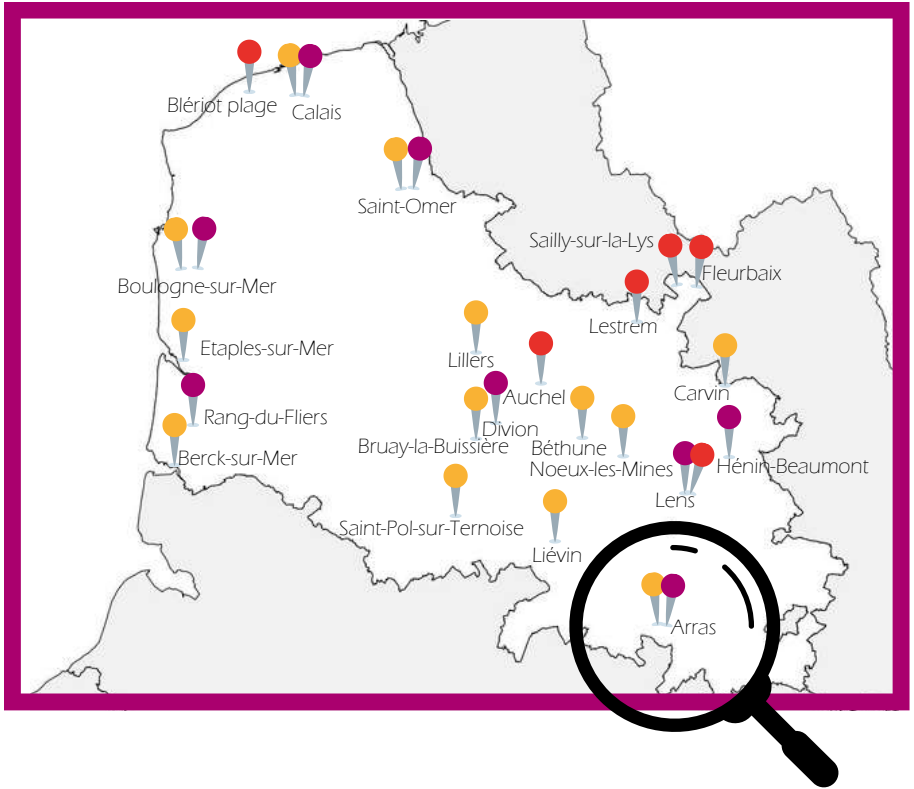 Blériot plage
Calais
Saint-Omer
Sailly-sur-la-Lys
Fleurbaix
Boulogne-sur-Mer
Lestrem
Etaples-sur-Mer
Lillers
Carvin
Auchel
Rang-du-Fliers
Divion
Bruay-la-Buissière
Béthune
Berck-sur-Mer
Noeux-les-Mines
Hénin-Beaumont
Lens
Saint-Pol-sur-Ternoise
Liévin
Arras